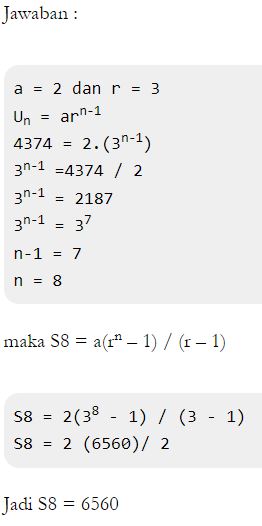 Jawaban :
a = 2 dan r = 3
Uₙ = arⁿ⁻¹
4374 = 2.(3ⁿ⁻¹)
3ⁿ⁻¹ =4374 / 2
3ⁿ⁻¹ = 2187
3ⁿ⁻¹ = 3⁷
n-1 = 7
n = 8
maka S8 = a(rⁿ – 1) / (r – 1)
S8 = 2(3⁸ - 1) / (3 - 1)
S8 = 2 (6560)/ 2
Jadi S8 = 6560